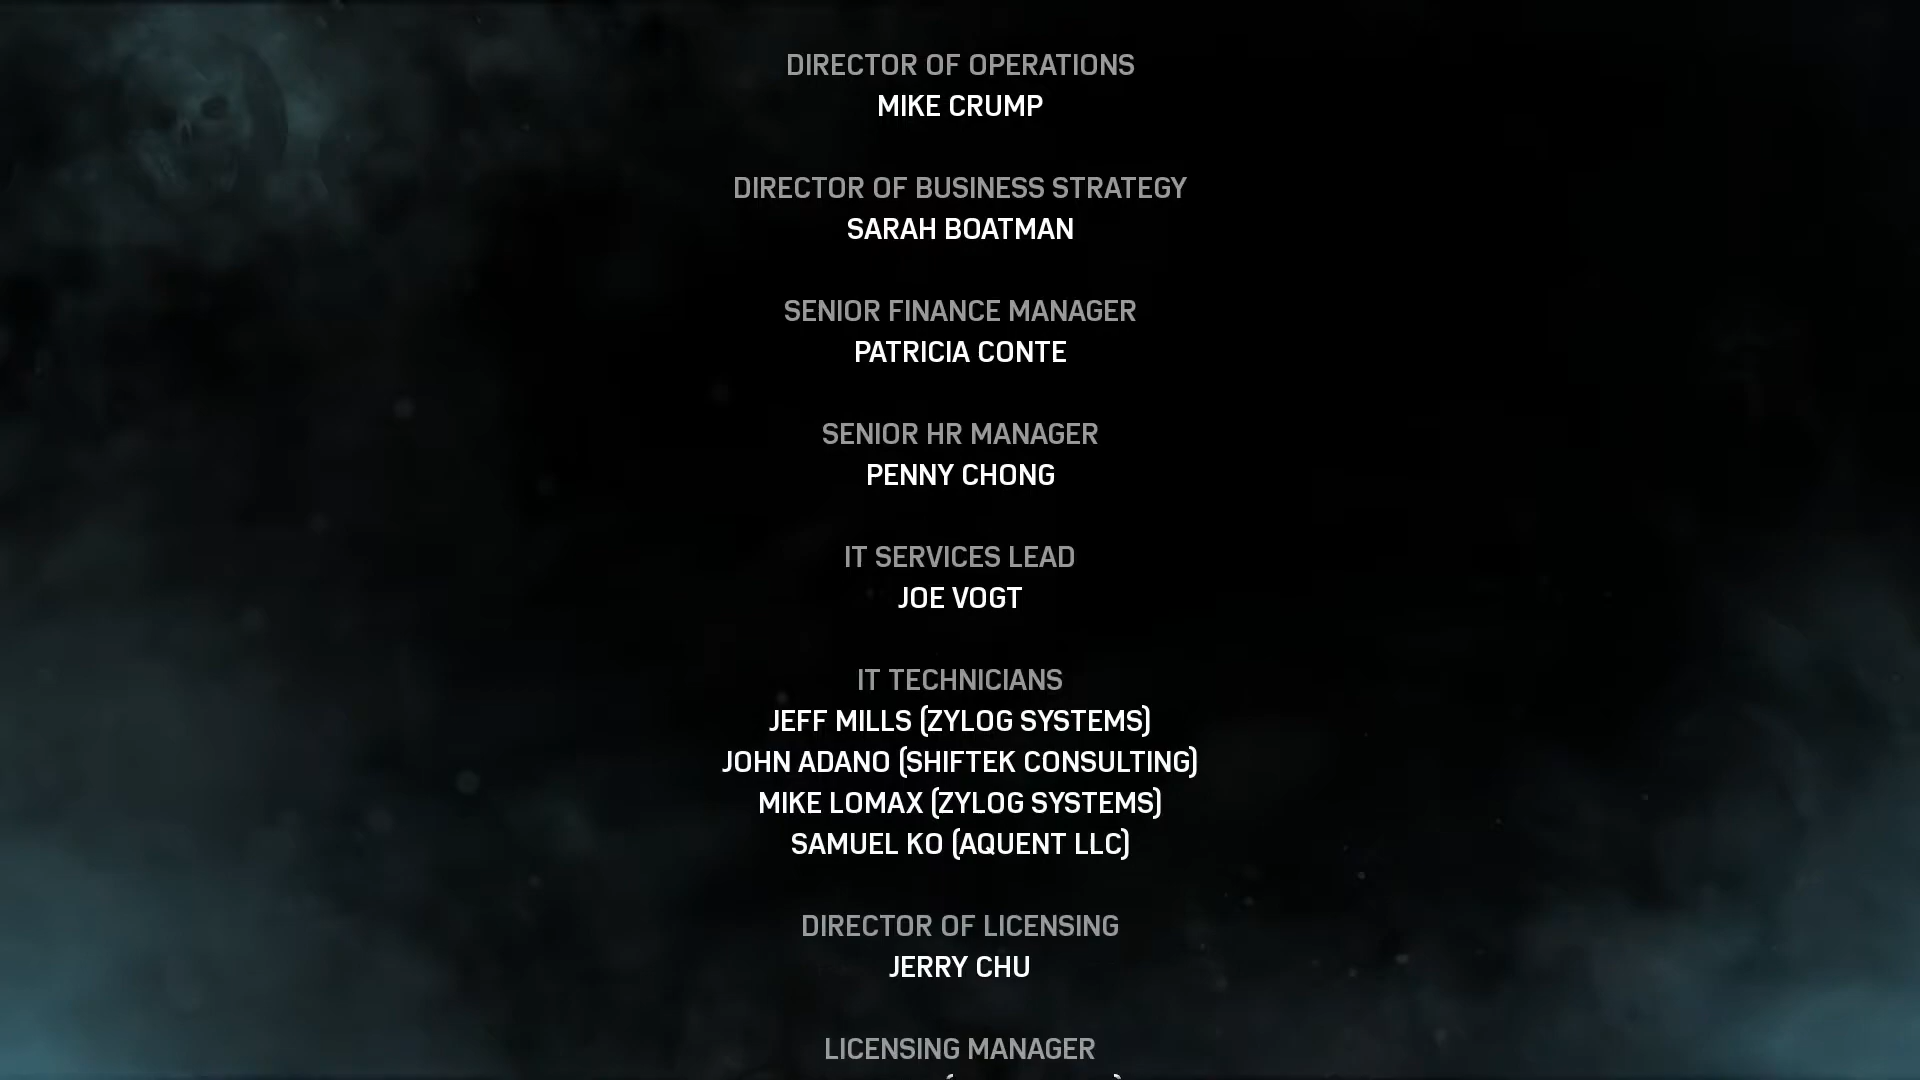 DIRECTOR OF OPERATIONS
MIKE CRUMP
DIRECTOR OF BUSINESS STRATEGY
SARAH BOATMAN
SENIOR FINANCE MANAGER
PATRICIA CONTE
SENIOR HR MANAGER
PENNY CHONG
IT SERVICES LEAD
JOE VOGT
IT TECHNICIANS
JEFF MILLS (ZYLOG SYSTEMS)
JOHN ADANO (SHIFTEK CONSULTING)
MIKE LOMAX (ZYLOG SYSTEMS)
SAMUEL KO (AQUENT LLC)
DIRECTOR OF LICENSING
JERRY CHU
LICENSING MANAGER